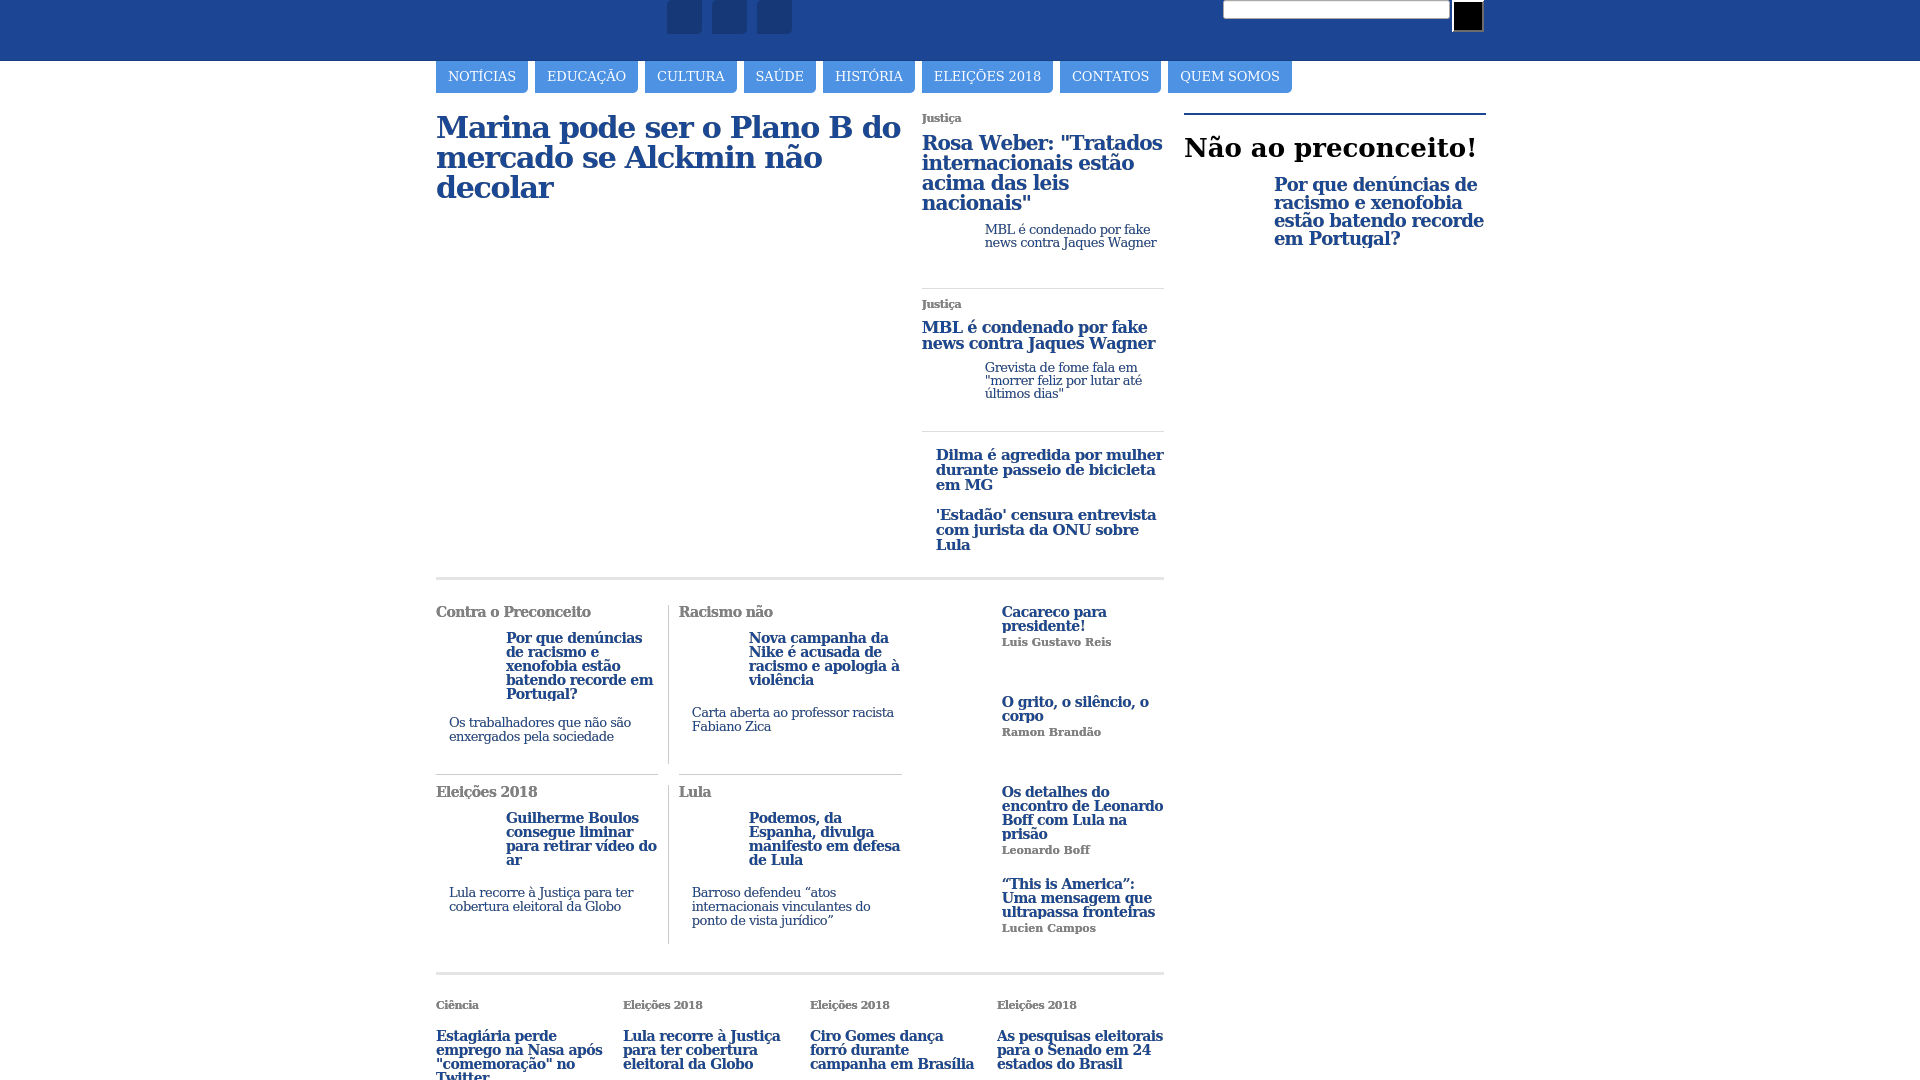 NOTÍCIAS
EDUCAÇÃO
CULTURA
SAÚDE
HISTÓRIA
ELEIÇÕES 2018
CONTATOS
QUEM SOMOS
Marina pode ser o Plano B do
mercado se Alckmin não
decolar
Justiça
Rosa Weber: "Tratados
internacionais estão
acima das leis
nacionais"
MBL é condenado por fake
news contra Jaques Wagner
Justiça
MBL é condenado por fake
news contra Jaques Wagner
Grevista de fome fala em
"morrer feliz por lutar até
últimos dias"
Dilma é agredida por mulher
durante passeio de bicicleta
em MG
'Estadão' censura entrevista
com jurista da ONU sobre
Lula
Não ao preconceito!
Por que denúncias de
racismo e xenofobia
estão batendo recorde
em Portugal?
Contra o Preconceito
Por que denúncias
de racismo e
xenofobia estão
batendo recorde em
Portugal?
Os trabalhadores que não são
enxergados pela sociedade
Racismo não
Nova campanha da
Nike é acusada de
racismo e apologia à
violência
Carta aberta ao professor racista
Fabiano Zica
Eleições 2018
Guilherme Boulos
consegue liminar
para retirar vídeo do
ar
Lula recorre à Justiça para ter
cobertura eleitoral da Globo
Lula
Podemos, da
Espanha, divulga
manifesto em defesa
de Lula
Barroso defendeu “atos
internacionais vinculantes do
ponto de vista jurídico”
Cacareco para
presidente!
Luis Gustavo Reis
O grito, o silêncio, o
corpo
Ramon Brandão
Os detalhes do
encontro de Leonardo
Boff com Lula na
prisão
Leonardo Boff
“This is America”:
Uma mensagem que
ultrapassa fronteiras
Lucien Campos
Ciência
Estagiária perde
emprego na Nasa após
"comemoração" no
Twitter
Eleições 2018
Lula recorre à Justiça
para ter cobertura
eleitoral da Globo
Eleições 2018
Ciro Gomes dança
forró durante
campanha em Brasília
Eleições 2018
As pesquisas eleitorais
para o Senado em 24
estados do Brasil